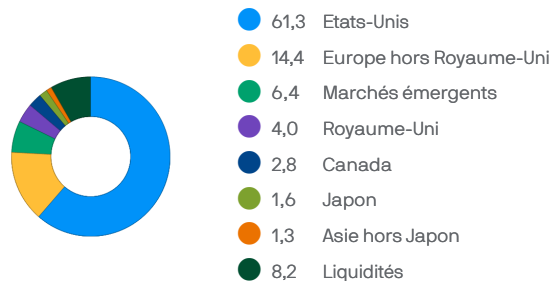 61,3 Etats-Unis
14,4 Europe hors Royaume-Uni
6,4 Marchés émergents
4,0 Royaume-Uni
2,8 Canada
1,6 Japon
1,3 Asie hors Japon
8,2 Liquidités